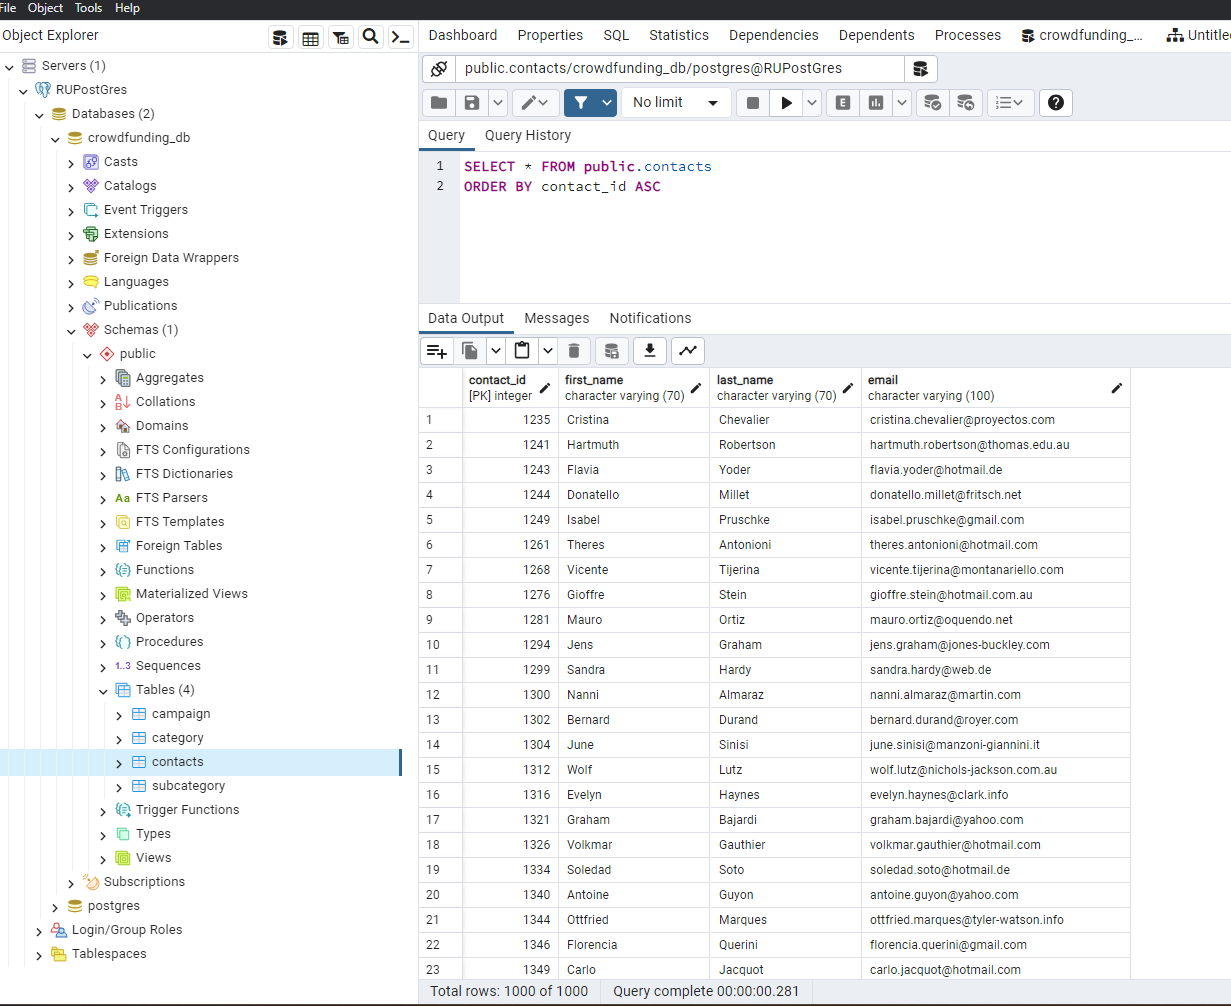 File Object Tools Help
Object Explorer
Servers (1)
RUPostGres
Databases (2)
crowdfunding_db
Casts
Catalogs
Event Triggers
Extensions
Foreign Data Wrappers
Languages
Publications
Schemas (1)
public
Aggregates
Collations
Domains
FTS Configurations
FTS Dictionaries
FTS Parsers
FTS Templates
Foreign Tables
Functions
Materialized Views
Operators
Procedures
1..3 Sequences
Tables (4)
campaign
category
contacts
subcategory
Trigger Functions
Types
Views
Subscriptions
postgres
Login/Group Roles
Tablespaces
Dashboard Properties SQL Statistics Dependencies Dependents Processes crowdfunding_db... Untitle
public.contacts/crowdfunding_db/postgres@RUPostGres
No limit
Query Query History
1 SELECT * FROM public.contacts
2 ORDER BY contact_id ASC
Data Output Messages Notifications
contact_id first_name last_name email
[PK] integer character varying (70) character varying (70) character varying (100)
1 1235 Cristina Chevalier cristina.chevalier@proyectos.com
2 1241 Hartmuth Robertson hartmuth.robertson@thomas.edu.au
3 1243 Flavia Yoder flavia.yoder@hotmail.de
4 1244 Donatello Millet donatello.millet@fritsch.net
5 1249 Isabel Pruschke isabel.pruschke@gmail.com
6 1261 Theres Antonioni theres.antonioni@hotmail.com
7 1268 Vicente Tijerina vicente.tijerina@montanariello.com
8 1276 Gioffre Stein gioffre.stein@hotmail.com.au
9 1281 Mauro Ortiz mauro.ortiz@oquendo.net
10 1294 Jens Graham jens.graham@jones-buckley.com
11 1299 Sandra Hardy sandra.hardy@web.de
12 1300 Nanni Almaraz nanni.almaraz@martin.com
13 1302 Bernard Durand bernard.durand@royer.com
14 1304 June Sinisi june.sinisi@manzoni-giannini.it
15 1312 Wolf Lutz wolf.lutz@nichols-jackson.com.au
16 1316 Evelyn Haynes evelyn.haynes@clark.info
17 1321 Graham Bajardi graham.bajardi@yahoo.com
18 1326 Volkmar Gauthier volkmar.gauthier@hotmail.com
19 1334 Soledad Soto soledad.soto@hotmail.de
20 1340 Antoine Guyon antoine.guyon@yahoo.com
21 1344 Ottfried Marques ottfried.marques@tyler-watson.info
22 1346 Florencia Querini florencia.querini@gmail.com
23 1349 Carlo Jacquot carlo.jacquot@hotmail.com
Total rows: 1000 of 1000 Query complete 00:00:00.281